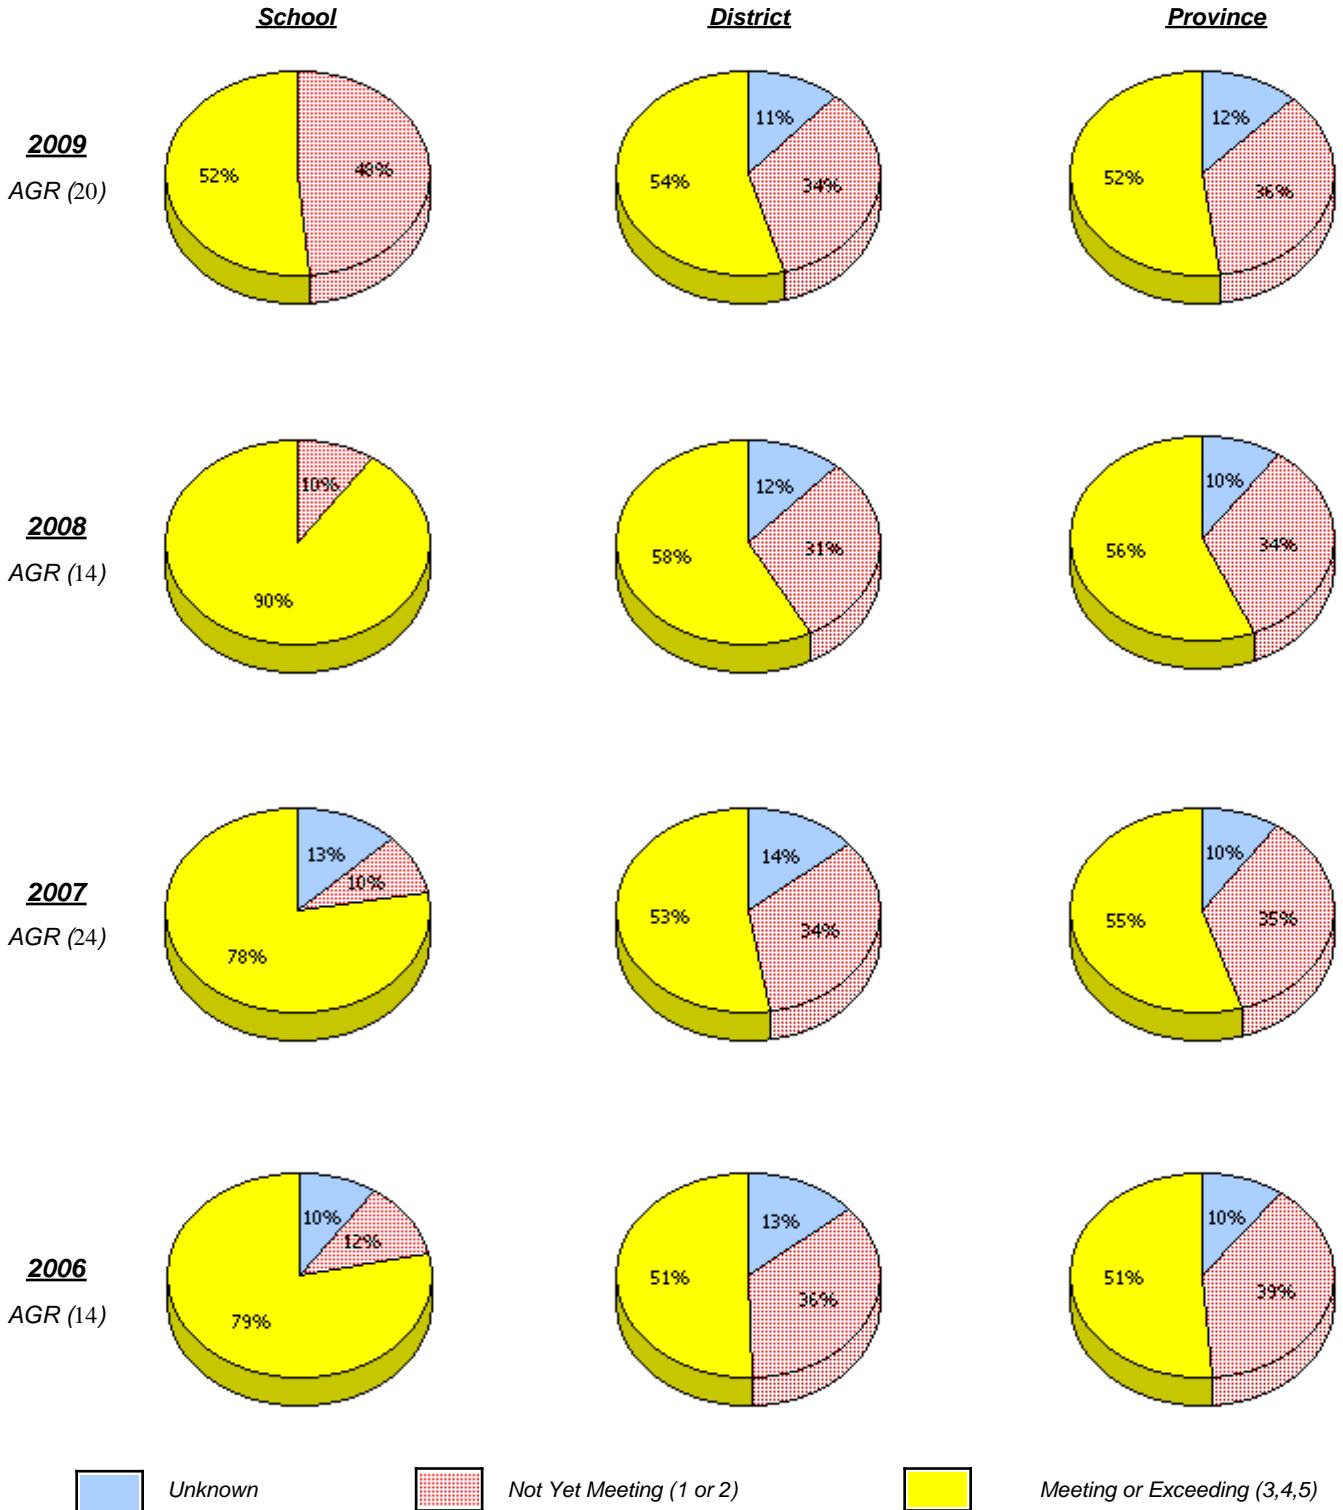 School District Province
2009
AGR (20)
52% 48%
11% 34% 54%
12% 36% 52%
2008
AGR (14)
10% 90%
12% 31% 58%
10% 34% 56%
2007
AGR (24)
13% 10% 78%
14% 34% 53%
10% 35% 55%
2006
AGR (14)
10% 12% 79%
13% 36% 51%
10% 39% 51%
Unknown Not Yet Meeting (1 or 2) Meeting or Exceeding (3,4,5)